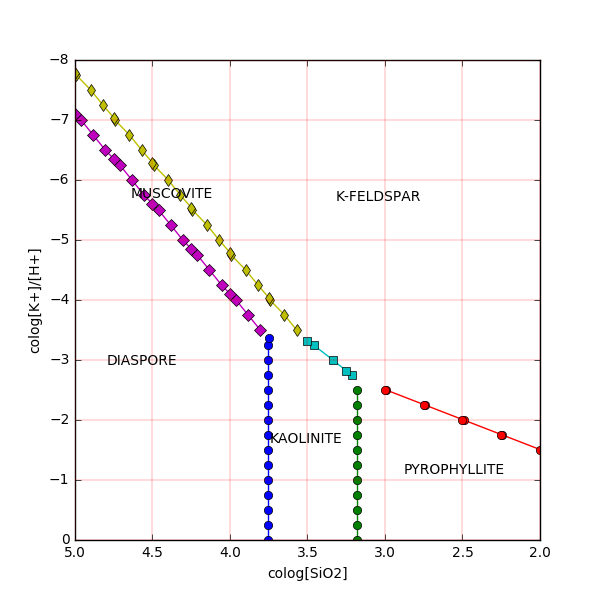 −8
−7
−6
−5
−4
−3
−2
−1
0
5.0 4.5 4.0 3.5 3.0 2.5 2.0
colog[SiO2]
colog[K+]/[H+]
MUSCOVITE
K-FELDSPAR
DIASPORE
KAOLINITE
PYROPHYLLITE